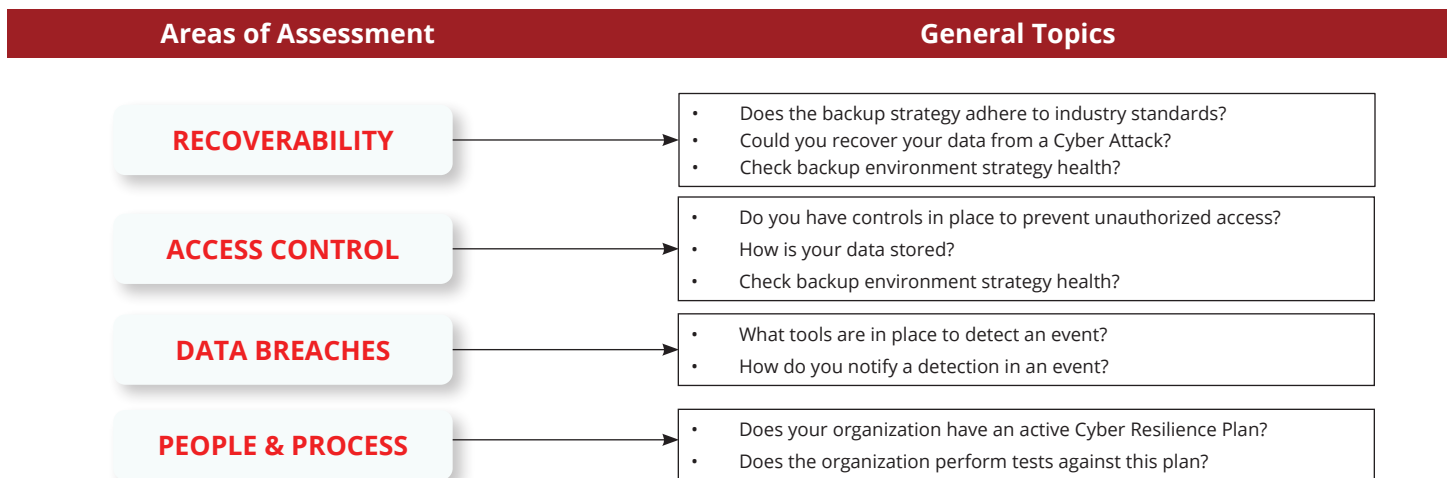 Areas of Assessment
General Topics
RECOVERABILITY
• Does the backup strategy adhere to industry standards?
• Could you recover your data from a Cyber Attack?
• Check backup environment strategy health?
ACCESS CONTROL
• Do you have controls in place to prevent unauthorized access?
• How is your data stored?
• Check backup environment strategy health?
DATA BREACHES
• What tools are in place to detect an event?
• How do you notify a detection in an event?
PEOPLE & PROCESS
• Does your organization have an active Cyber Resilience Plan?
• Does the organization perform tests against this plan?